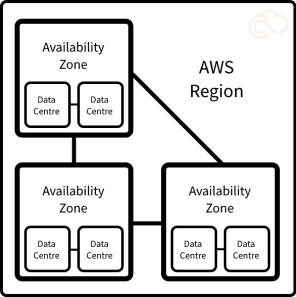 Availability
Zone
Data
Centre
Data
Centre
AWS
Region
Availability
Zone
Data
Centre
Data
Centre
Availability
Zone
Data
Centre
Data
Centre